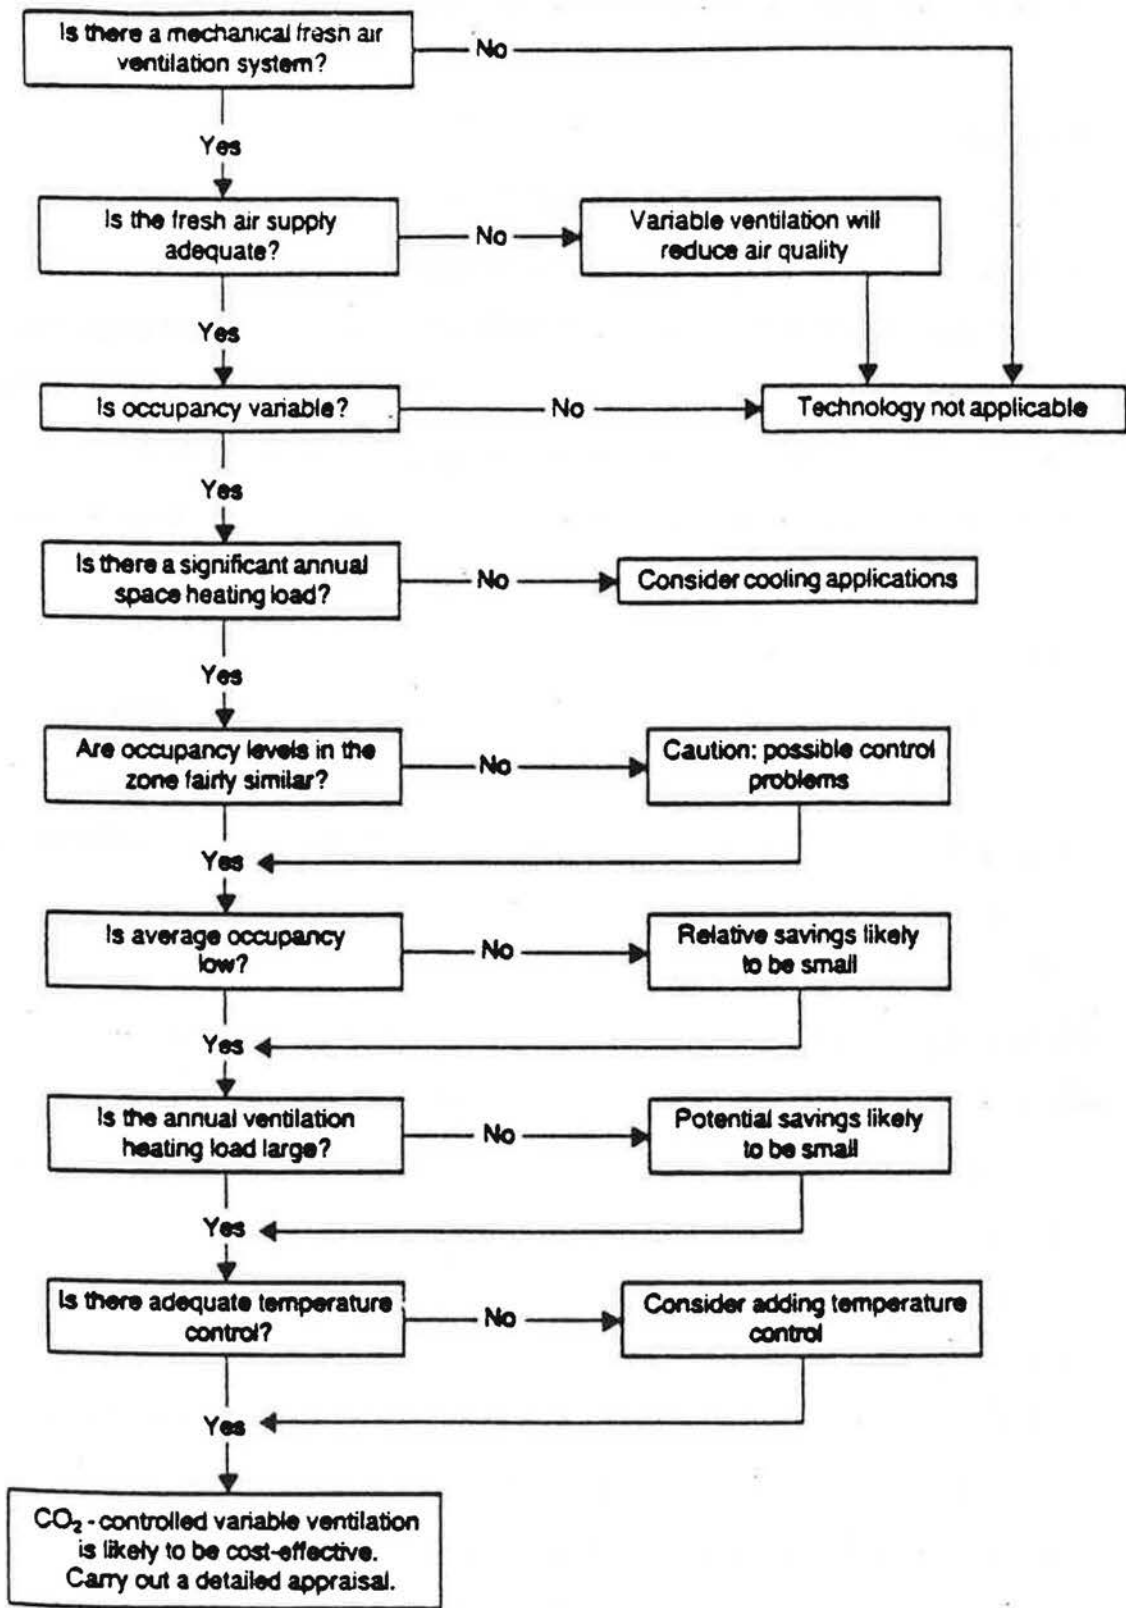 Is there a mechanical fresh air
ventilation system?
No
Yes
Is the fresh air supply
adequate?
No
Variable ventilation will
reduce air quality
Yes
Is occupancy variable?
No
Technology not applicable
Yes
Is there a significant annual
space heating load?
No
Consider cooling applications
Yes
Are occupancy levels in the
zone fairly similar?
No
Caution: possible control
problems
Yes
Is average occupancy
low?
No
Relative savings likely
to be small
Yes
Is the annual ventilation
heating load large?
No
Potential savings likely
to be small
Yes
Is there adequate temperature
control?
No
Consider adding temperature
control
Yes
CO₂ - controlled variable ventilation
is likely to be cost-effective.
Carry out a detailed appraisal.